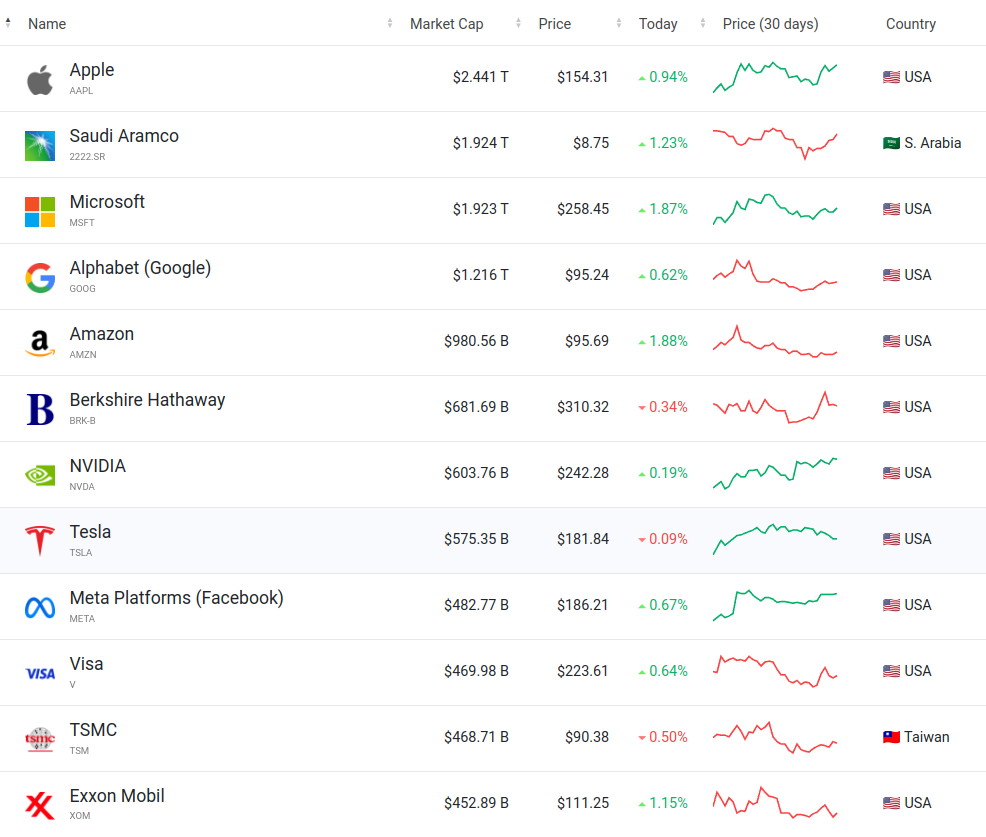 Name Market Cap Price Today Price (30 days) Country
Apple $2.441 T $154.31 0.94% USA
AAPL
Saudi Aramco $1.924 T $8.75 1.23% S. Arabia
2222.SR
Microsoft $1.923 T $258.45 1.87% USA
MSFT
Alphabet (Google) $1.216 T $95.24 0.62% USA
GOOG
Amazon $980.56 B $95.69 1.88% USA
AMZN
Berkshire Hathaway $681.69 B $310.32 0.34% USA
BRK-B
NVIDIA $603.76 B $242.28 0.19% USA
NVDA
Tesla $575.35 B $181.84 0.09% USA
TSLA
Meta Platforms (Facebook) $482.77 B $186.21 0.67% USA
META
VISA Visa $469.98 B $223.61 0.64% USA
V
tsmc TSMC $468.71 B $90.38 0.50% Taiwan
TSM
Exxon Mobil $452.89 B $111.25 1.15% USA
XOM